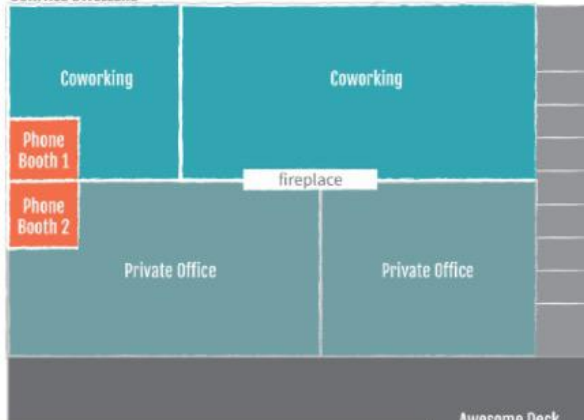 Coworking
Coworking
Phone
Booth 1
fireplace
Phone
Booth 2
Private Office
Private Office
Awesome Deck